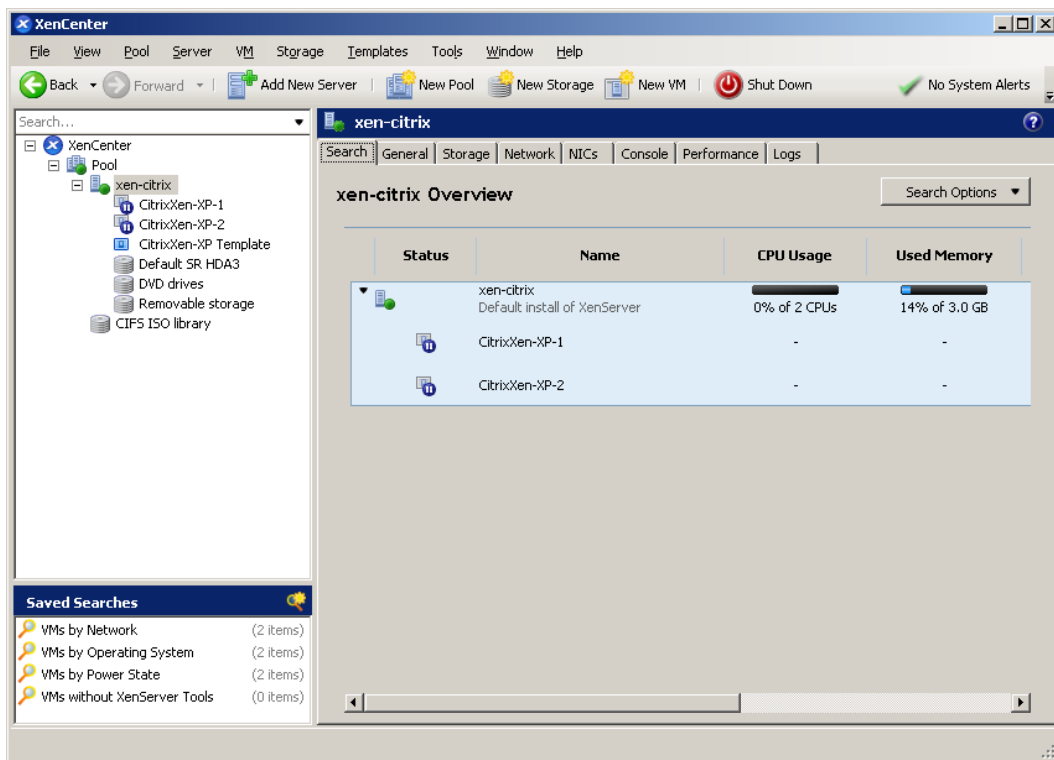 XenCenter
File View Pool Server VM Storage Templates Tools Window Help
Back Forward Add New Server New Pool New Storage New VM Shut Down No System Alerts
Search...
XenCenter
Pool
xen-citrix
CitrixXen-XP-1
CitrixXen-XP-2
CitrixXen-XP Template
Default SR HDA3
DVD drives
Removable storage
CIFS ISO library
Saved Searches
VMs by Network (2 items)
VMs by Operating System (2 items)
VMs by Power State (2 items)
VMs without XenServer Tools (0 items)
xen-citrix ?
Search General Storage Network NICs Console Performance Logs
xen-citrix Overview Search Options
Status Name CPU Usage Used Memory
xen-citrix
Default install of XenServer 0% of 2 CPUs 14% of 3.0 GB
CitrixXen-XP-1 - -
CitrixXen-XP-2 - -